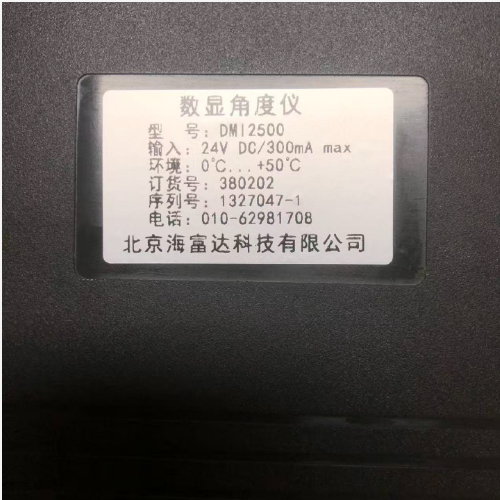 数显角度仪
型 号: DMI2500
输入: 24V DC/300mA max
环境: 0℃...+50℃
订货号: 380202
序列号: 1327047-1
电话: 010-62981708
北京海富达科技有限公司